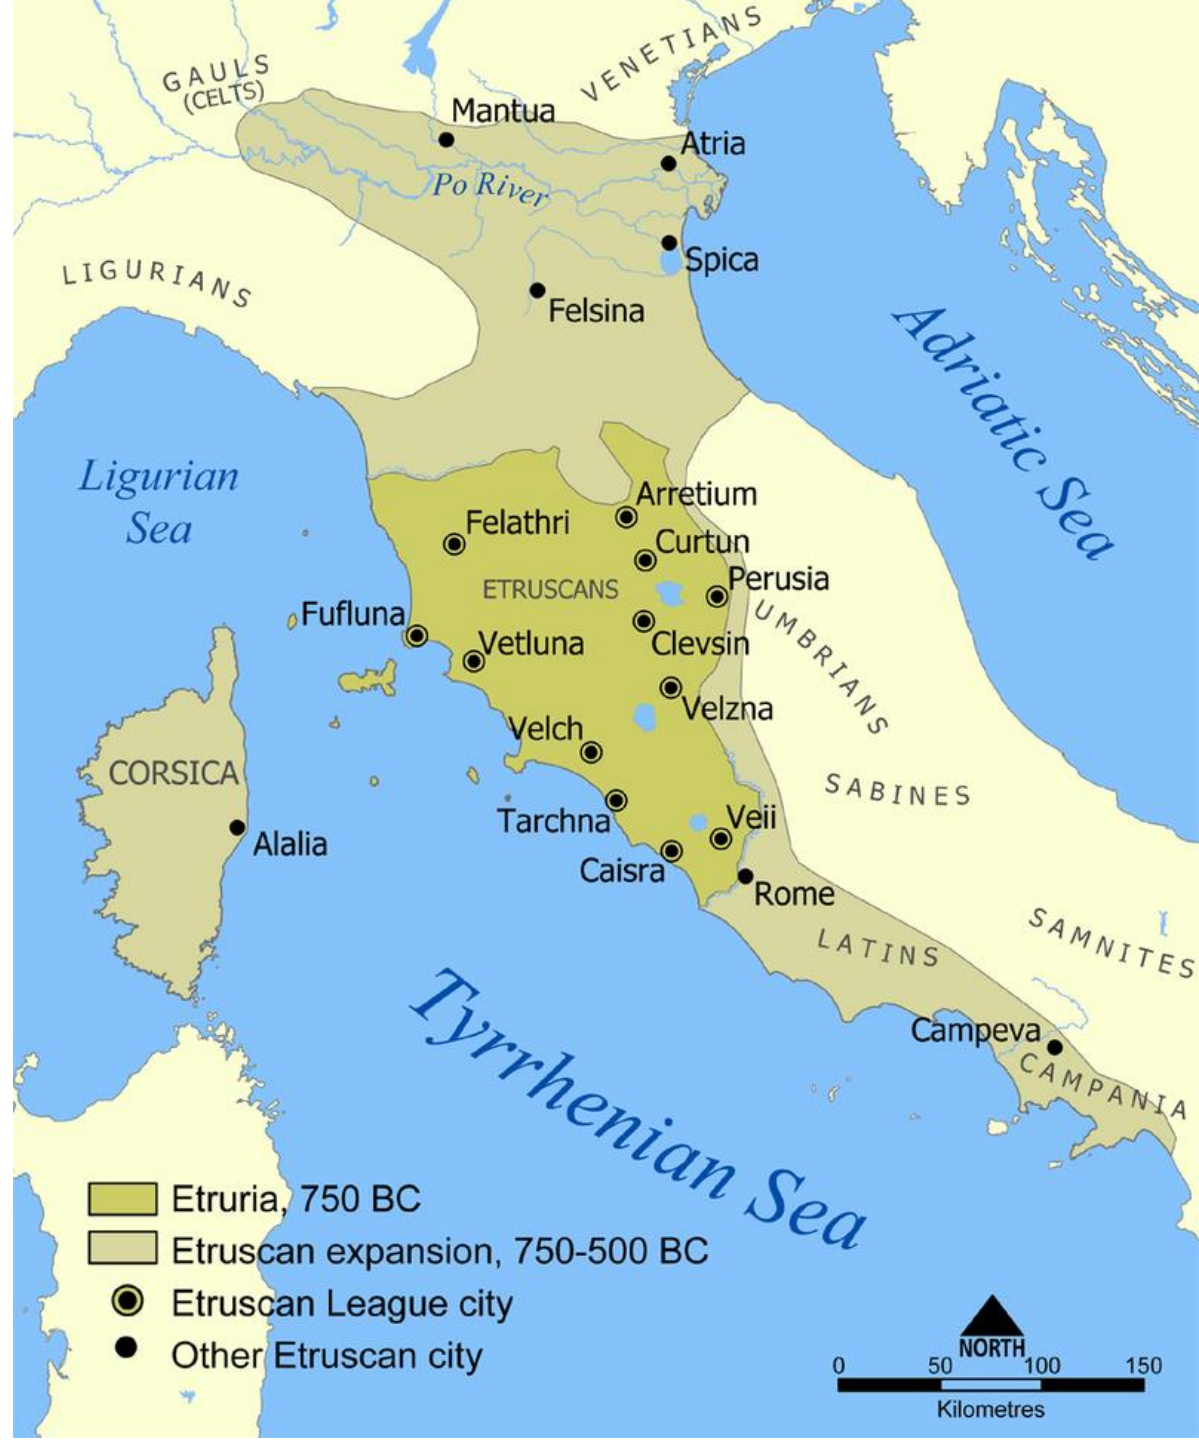 GAULS
(CELTS)
VENETIANS
Mantua
Atria
Po River
Spica
LIGURIANS
Felsina
Adriatic Sea
Ligurian
Sea
Arretium
Felathri
Curtun
ETRUSCANS
Perusia
Fufluna
UMBRIANS
Vetluna
Clevsin
Velzna
Velch
CORSICA
SABINES
Tarchna
Veii
Alalia
Caisra
Rome
LATINS
SAMNITES
Tyrrhenian Sea
Campeva
CAMPANIA
Etruria, 750 BC
Etruscan expansion, 750-500 BC
Etruscan League city
Other Etruscan city
NORTH
0 50 100 150
Kilometres